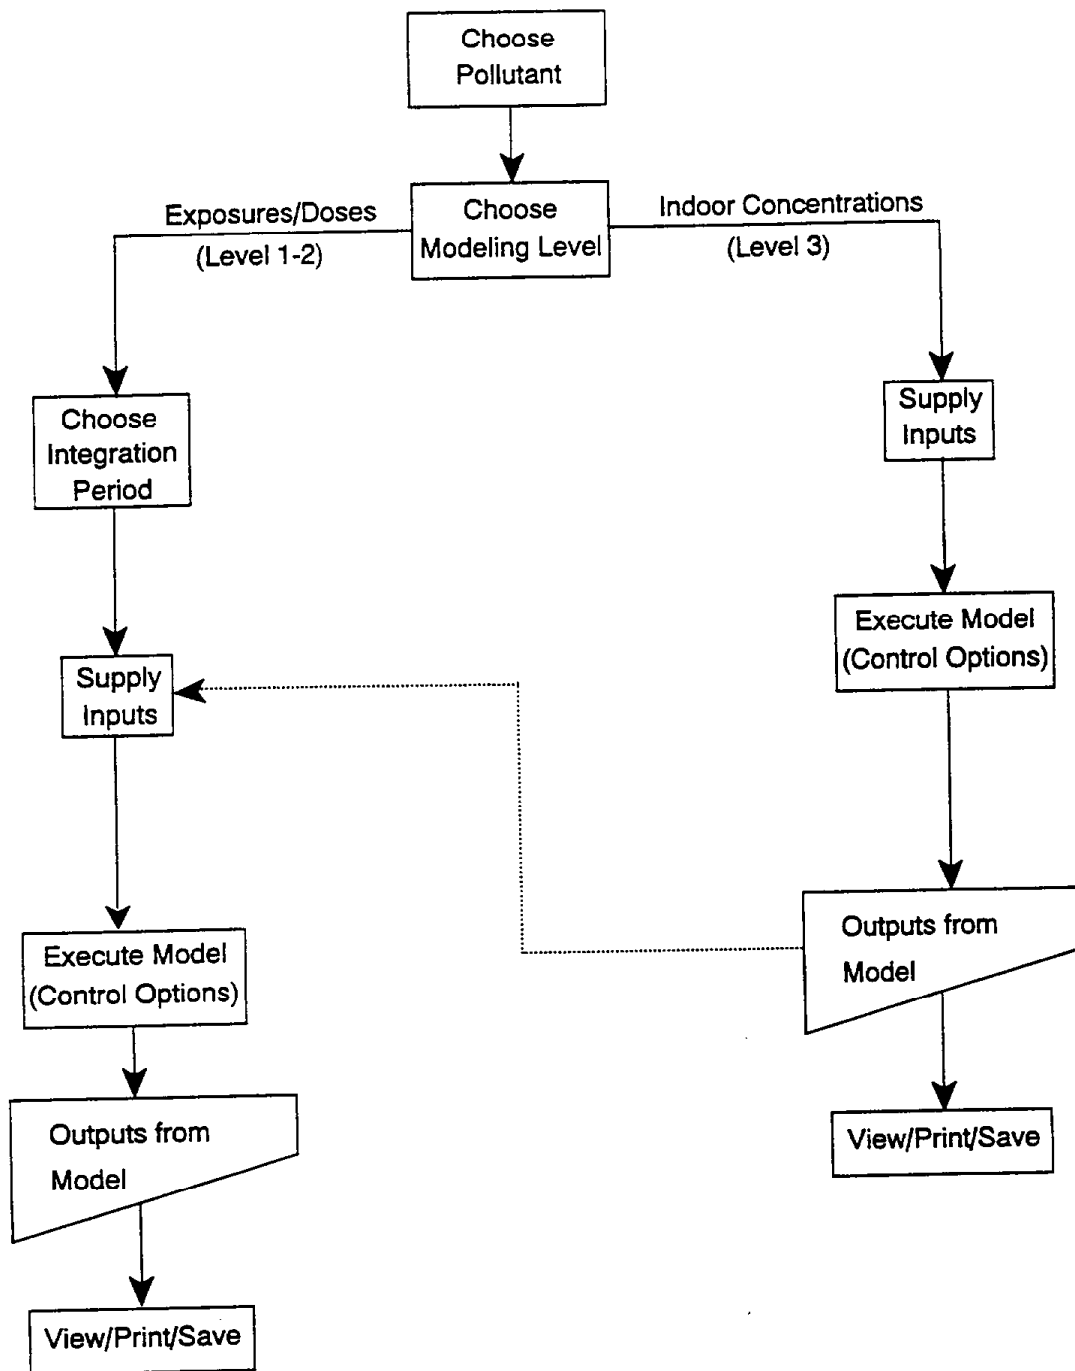 Choose
Pollutant
Exposures/Doses
(Level 1-2)
Choose
Modeling Level
Indoor Concentrations
(Level 3)
Choose
Integration
Period
Supply
Inputs
Supply
Inputs
Execute Model
(Control Options)
Execute Model
(Control Options)
Outputs from
Model
Outputs from
Model
View/Print/Save
View/Print/Save